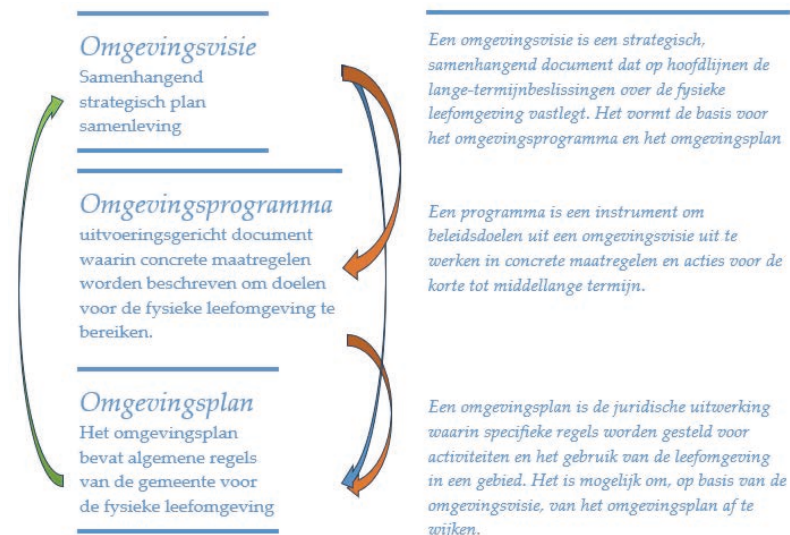 Omgevingsvisie
Samenhangend
strategisch plan
samenleving
Een omgevingsvisie is een strategisch,
samenhangend document dat op hoofdlijnen de
lange-termijnbeslissingen over de fysieke
leefomgeving vastlegt. Het vormt de basis voor
het omgevingsprogramma en het omgevingsplan
Omgevingsprogramma
uitvoeringsgericht document
waarin concrete maatregelen
worden beschreven om doelen
voor de fysieke leefomgeving te
bereiken.
Een programma is een instrument om
beleidsdoelen uit een omgevingsvisie uit te
werken in concrete maatregelen en acties voor de
korte tot middellange termijn.
Omgevingsplan
Het omgevingsplan
bevat algemene regels
van de gemeente voor
de fysieke leefomgeving
Een omgevingsplan is de juridische uitwerking
waarin specifieke regels worden gesteld voor
activiteiten en het gebruik van de leefomgeving
in een gebied. Het is mogelijk om, op basis van de
omgevingsvisie, van het omgevingsplan af te
wijken.